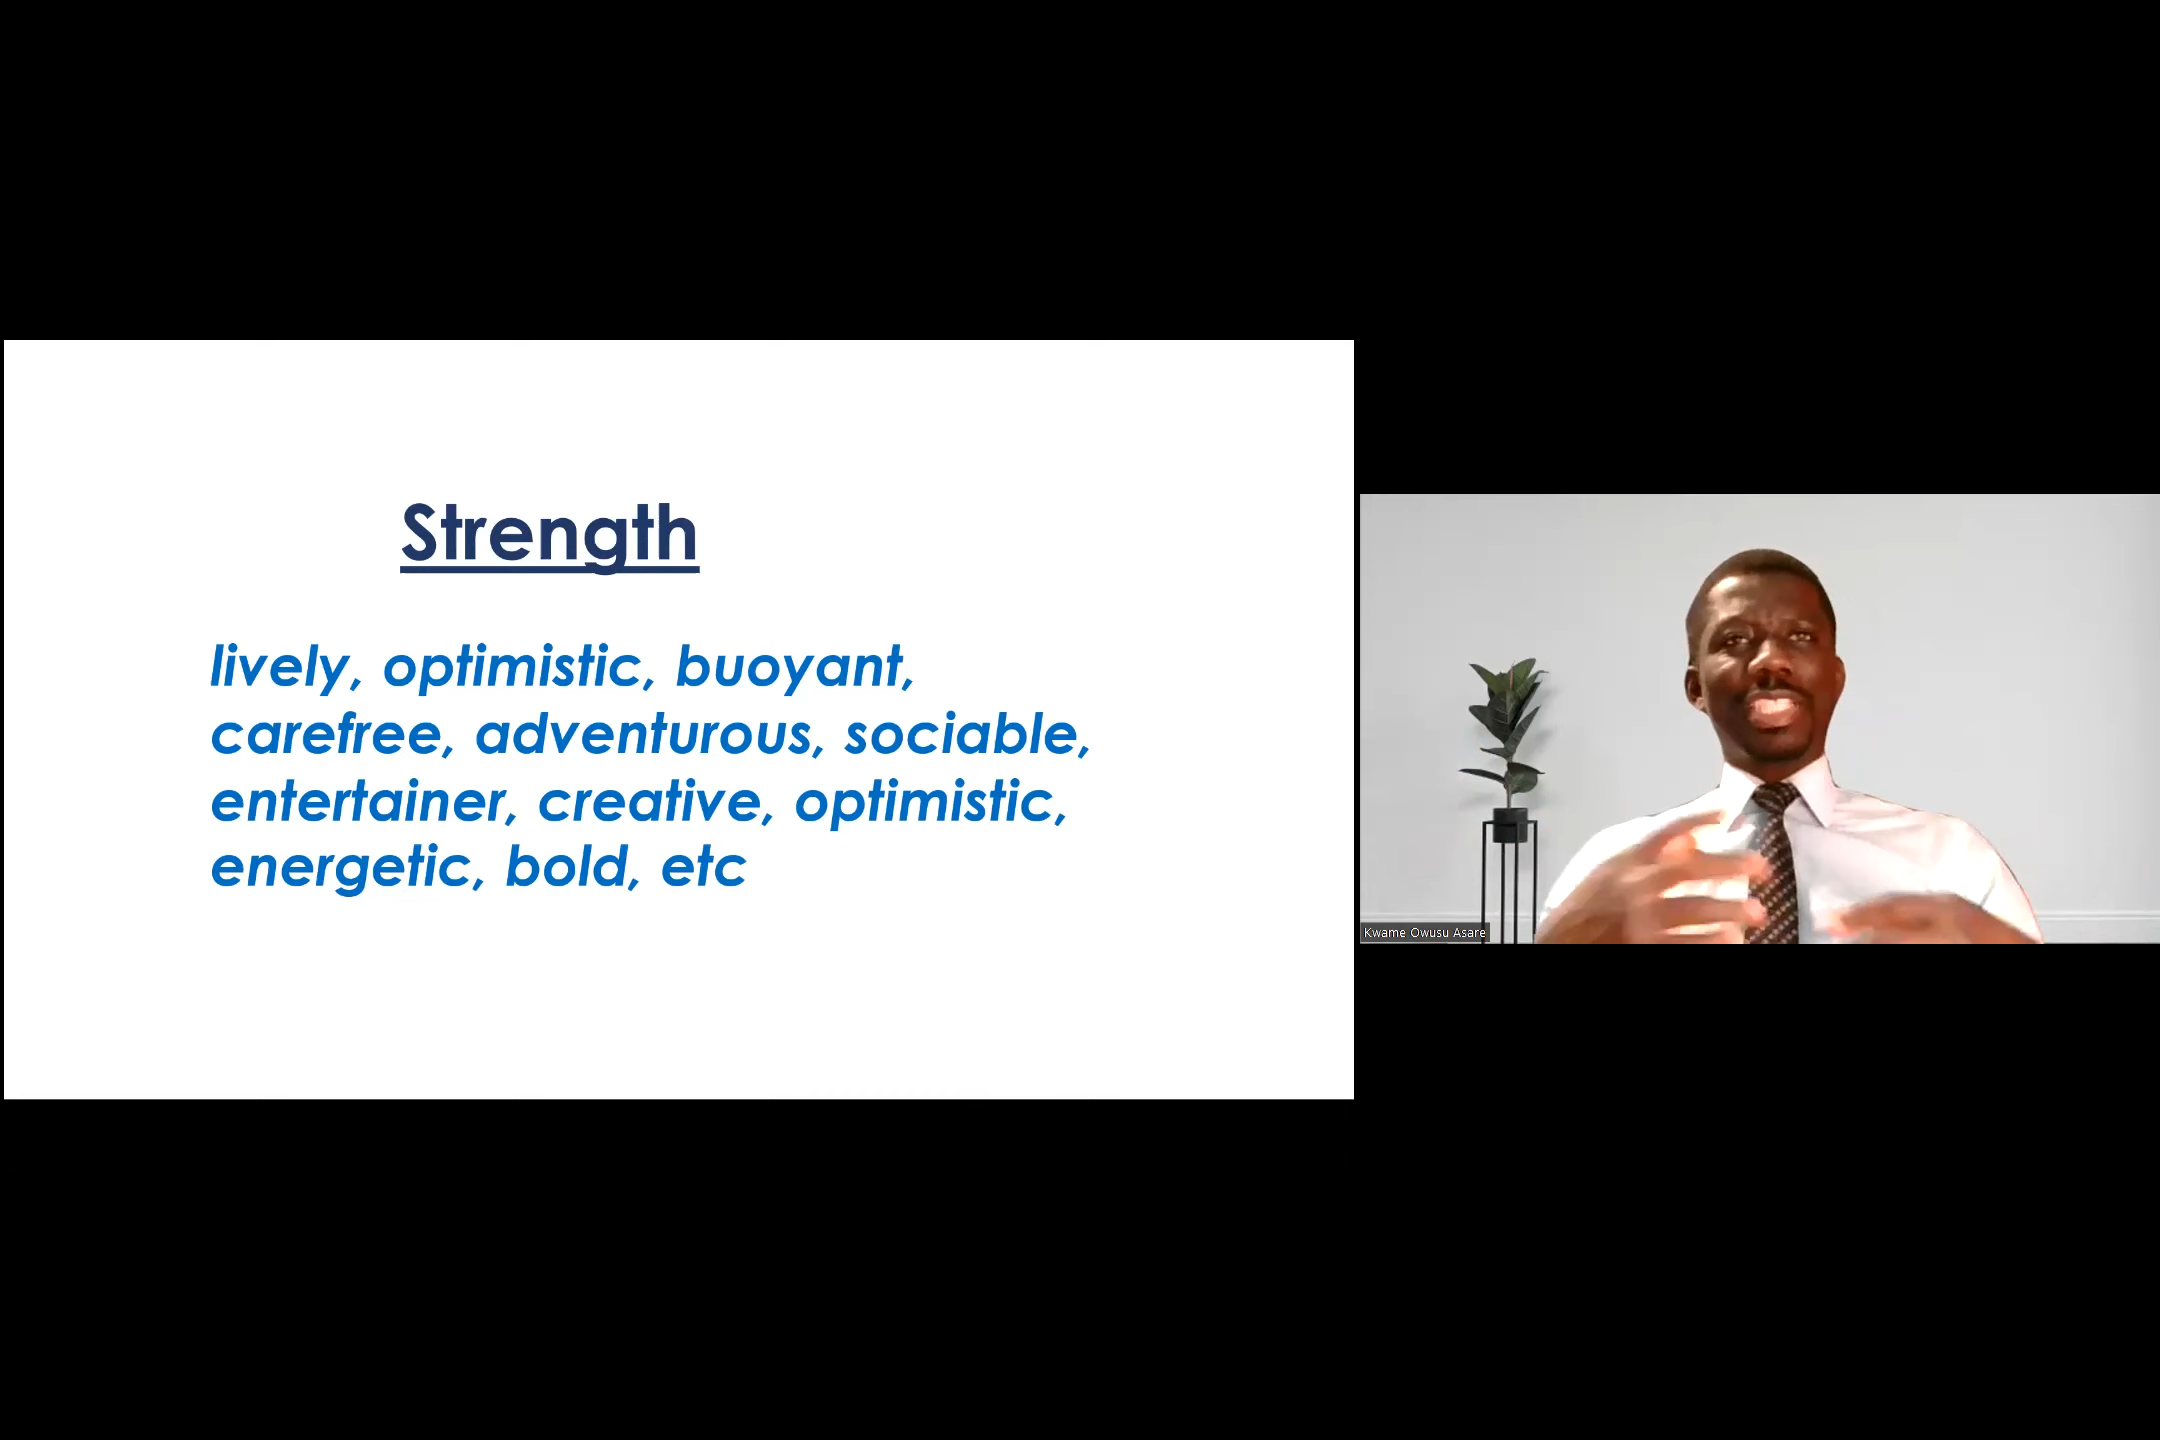 Strength
lively, optimistic, buoyant,
carefree, adventurous, sociable,
entertainer, creative, optimistic,
energetic, bold, etc
Kwame Owusu Asare